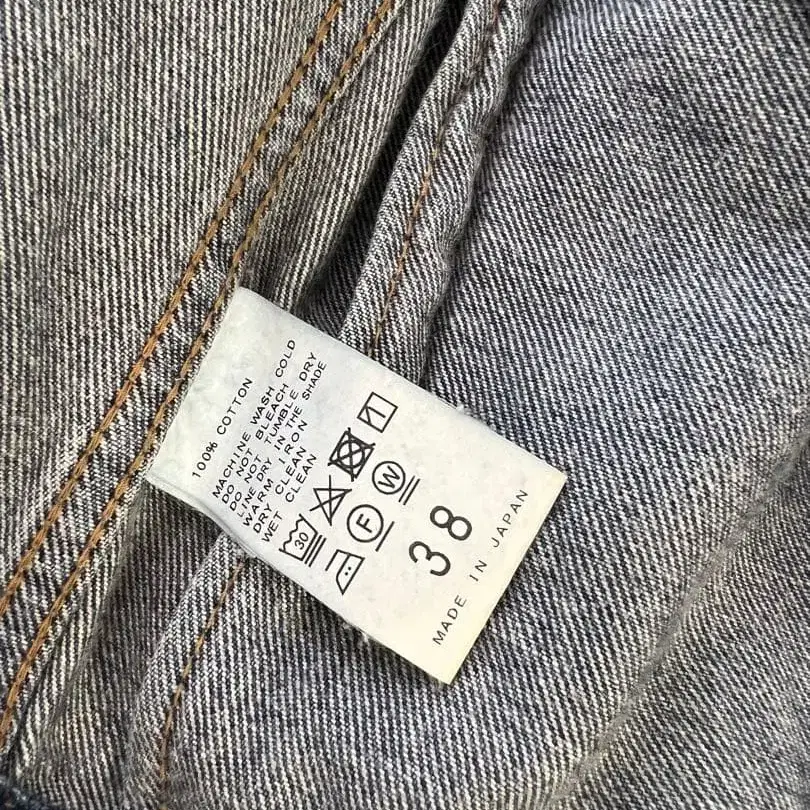 100% COTTON
MACHINE WASH COLD
DO NOT BLEACH
DO NOT TUMBLE DRY
LINE DRY IN THE SHADE
WARM IRON
DRY CLEAN
WET CLEAN
30
F W
38
MADE IN JAPAN